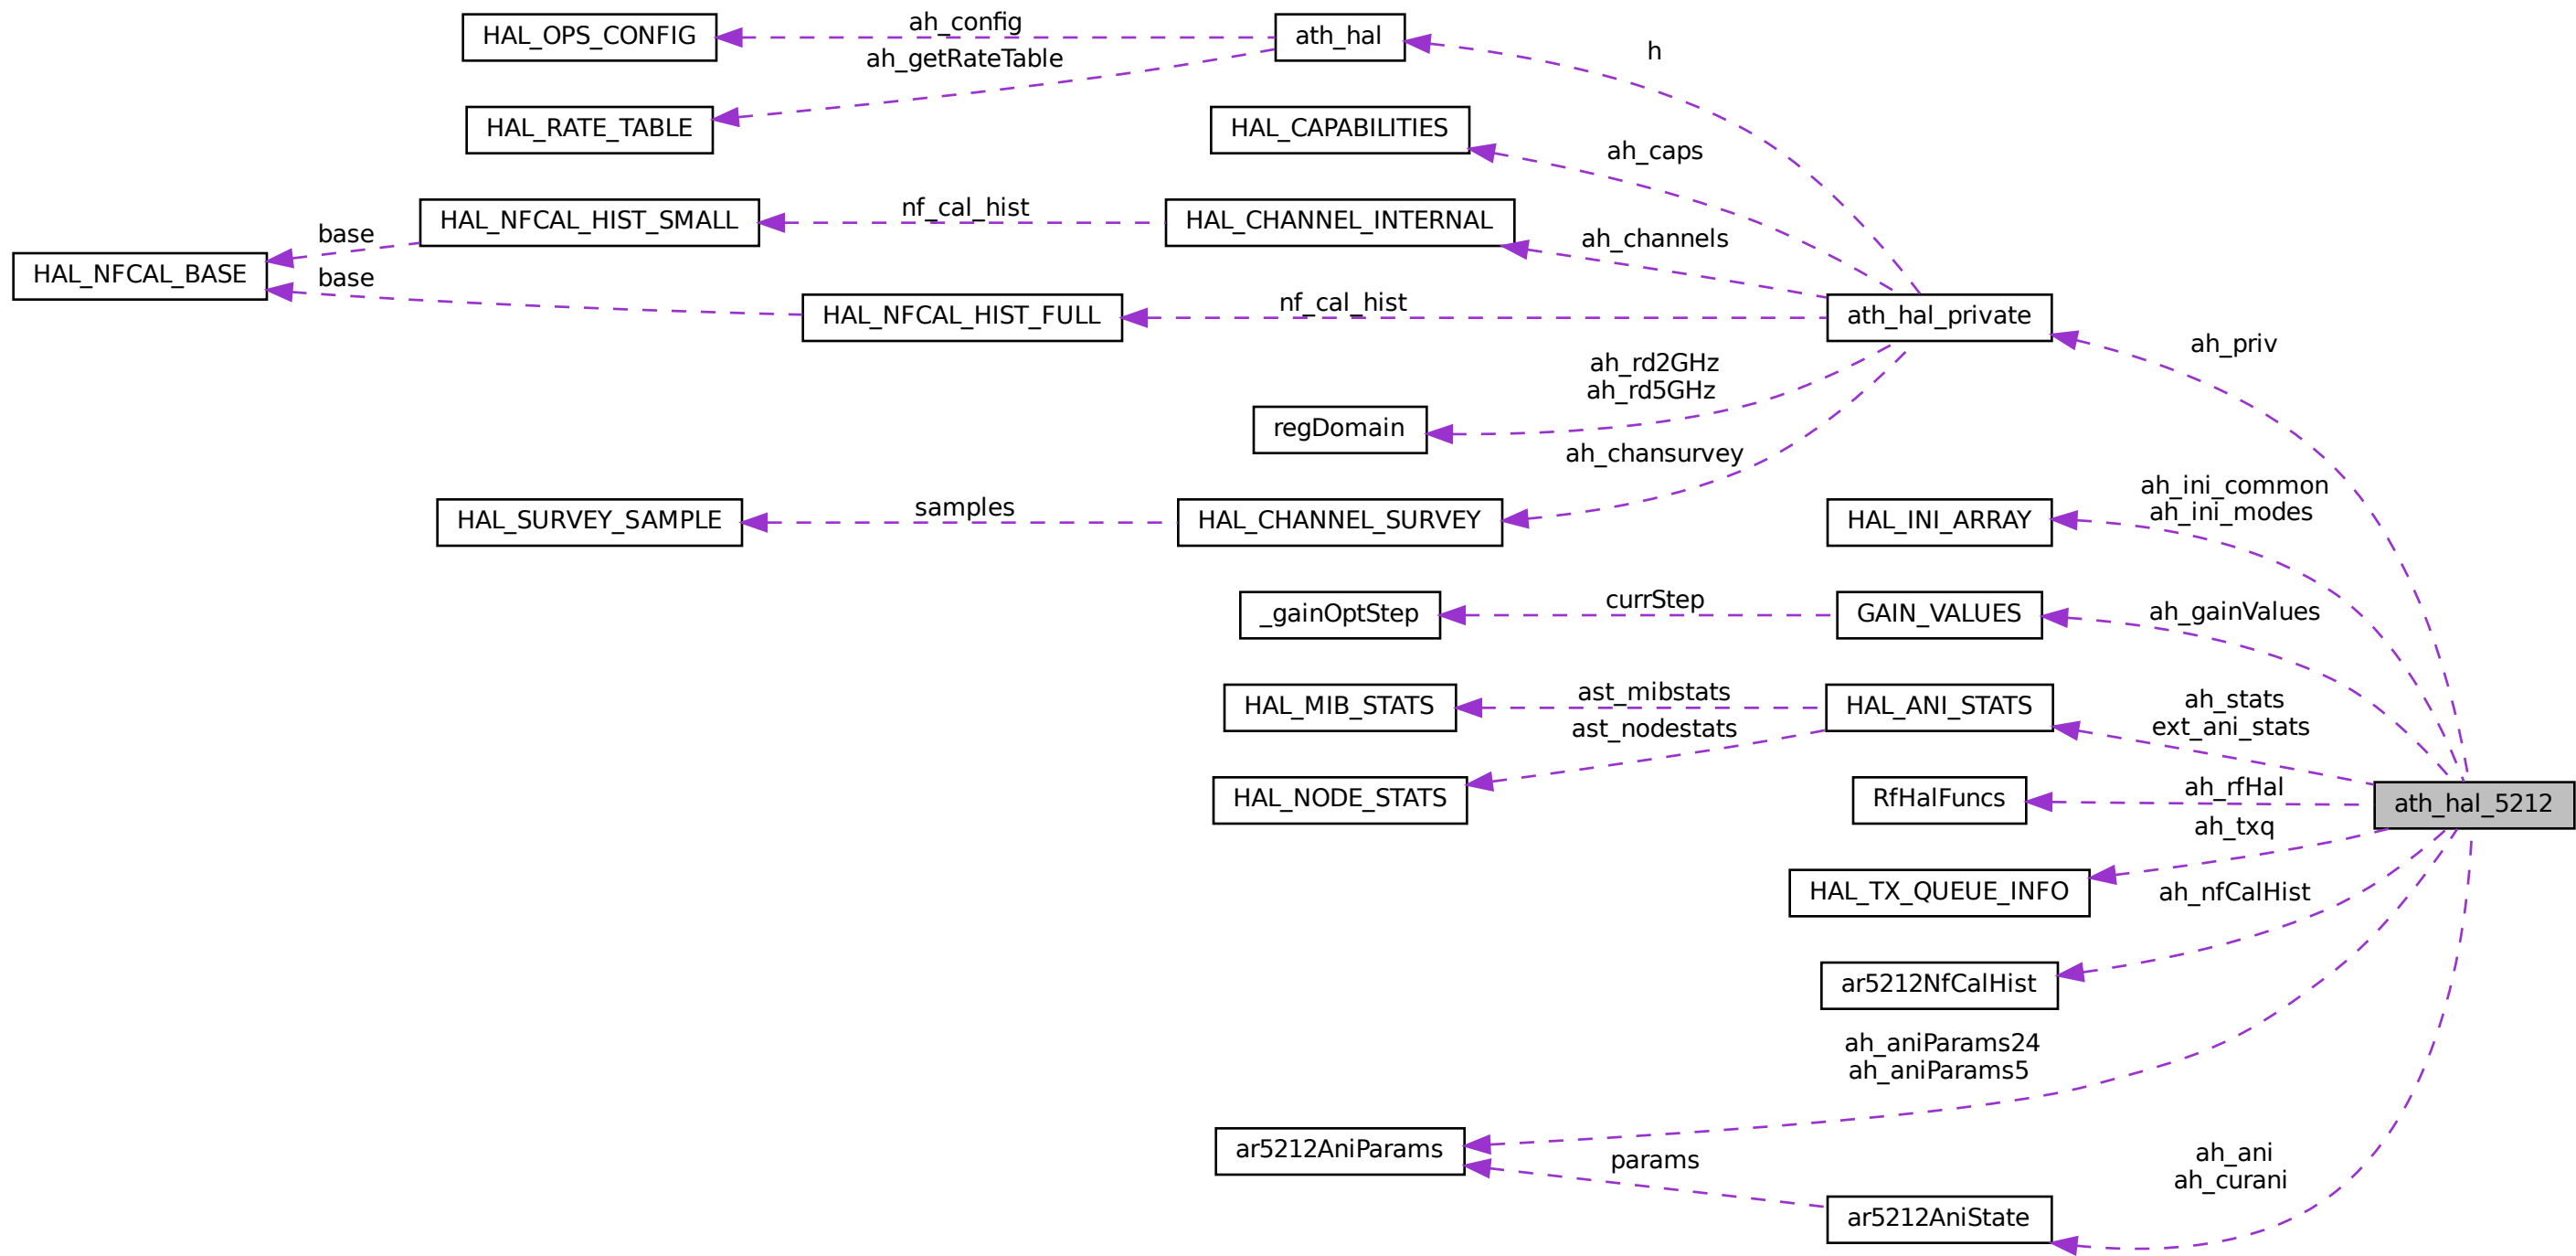 HAL_OPS_CONFIG
ah_config
ath_hal
h
ah_getRateTable
HAL_RATE_TABLE
HAL_CAPABILITIES
ah_caps
HAL_NFCAL_HIST_SMALL
nf_cal_hist
HAL_CHANNEL_INTERNAL
ah_channels
base
HAL_NFCAL_BASE
base
HAL_NFCAL_HIST_FULL
nf_cal_hist
ath_hal_private
ah_priv
ah_rd2GHz
ah_rd5GHz
regDomain
ah_chansurvey
HAL_SURVEY_SAMPLE
samples
HAL_CHANNEL_SURVEY
HAL_INI_ARRAY
ah_ini_common
ah_ini_modes
_gainOptStep
currStep
GAIN_VALUES
ah_gainValues
HAL_MIB_STATS
ast_mibstats
HAL_ANI_STATS
ah_stats
ext_ani_stats
ast_nodestats
HAL_NODE_STATS
RfHalFuncs
ah_rfHal
ath_hal_5212
ah_txq
HAL_TX_QUEUE_INFO
ah_nfCalHist
ar5212NfCalHist
ah_aniParams24
ah_aniParams5
ar5212AniParams
params
ah_ani
ah_curani
ar5212AniState